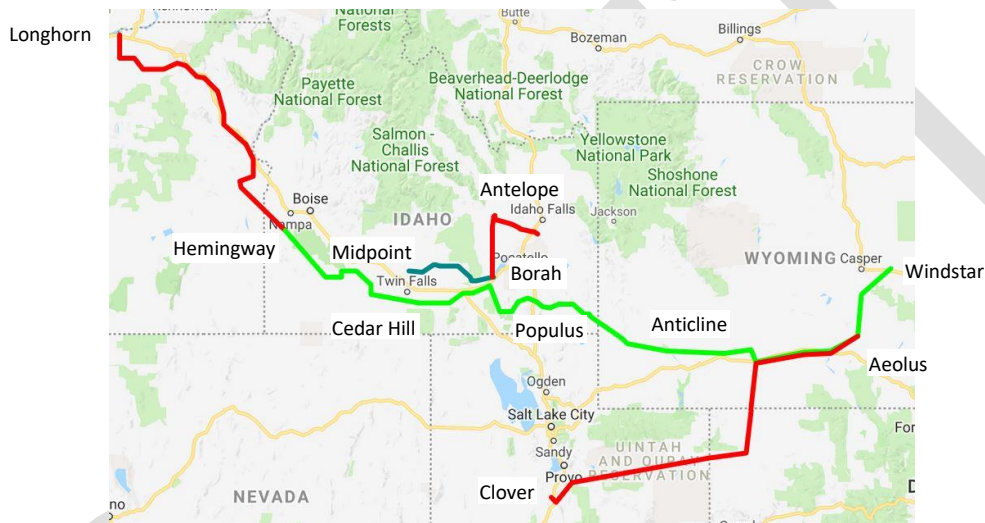 National
Forests
Butte
Bozeman
Billings
Longhorn
CROW
RESERVATION
Payette
National Forest
Beaverhead-Deerlodge
National Forest
Salmon -
Challis
National Forest
Yellowstone
National Park
Shoshone
National Forest
Antelope
Idaho Falls
Jackson
Boise
Nampa
IDAHO
Hemingway
Midpoint
Pocatello
Borah
WYOMING
Casper
Windstar
Twin Falls
Cedar Hill
Populus
Anticline
Aeolus
Ogden
Salt Lake City
Sandy
Provo
UINTAH
AND OURAY
RESERVATION
For
Clover
NEVADA
no